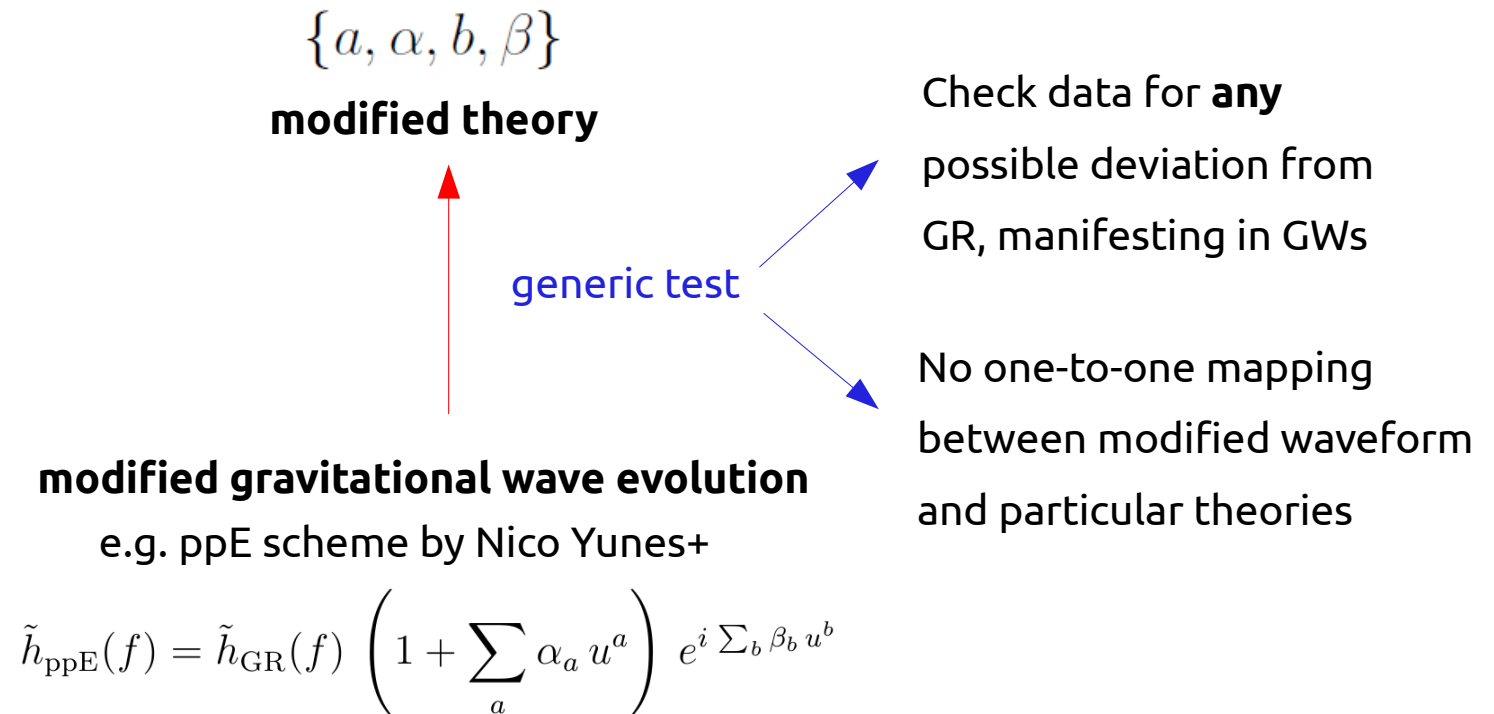 {a, α, b, β}
modified theory
Check data for any
possible deviation from
GR, manifesting in GWs
generic test
No one-to-one mapping
between modified waveform
and particular theories
modified gravitational wave evolution
e.g. ppE scheme by Nico Yunes+
h̃_ppE(f) = h̃_GR(f) (1 + ∑_a α_a u^a) e^{i ∑_b β_b u^b}